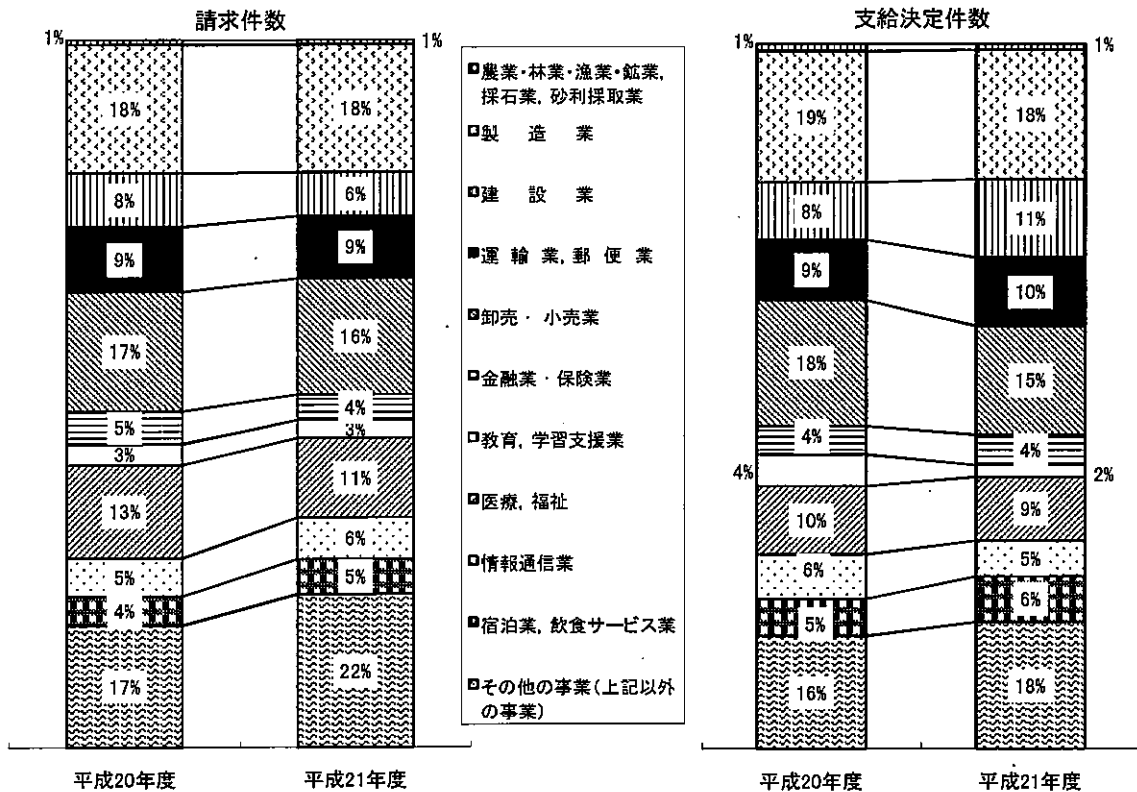 請求件数
1%
1%
18%
18%
8%
6%
9%
9%
17%
16%
5%
4%
3%
3%
13%
11%
5%
6%
4%
5%
17%
22%
平成20年度
平成21年度
農業・林業・漁業・鉱業,
採石業, 砂利採取業
製造業
建設業
運輸業, 郵便業
卸売・小売業
金融業・保険業
教育, 学習支援業
医療, 福祉
情報通信業
宿泊業, 飲食サービス業
その他の事業(上記以外
の事業)
支給決定件数
1%
1%
19%
18%
8%
11%
9%
10%
18%
15%
4%
4%
4%
2%
10%
9%
6%
5%
5%
6%
16%
18%
平成20年度
平成21年度